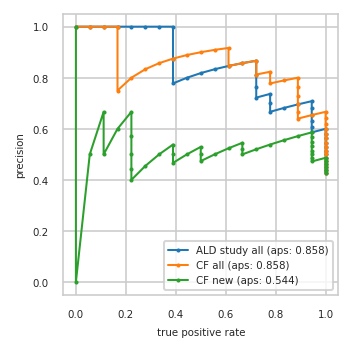 1.0
0.8
0.6
0.4
0.2
0.0
precision
ALD study all (aps: 0.858)
CF all (aps: 0.858)
CF new (aps: 0.544)
0.0 0.2 0.4 0.6 0.8 1.0
true positive rate